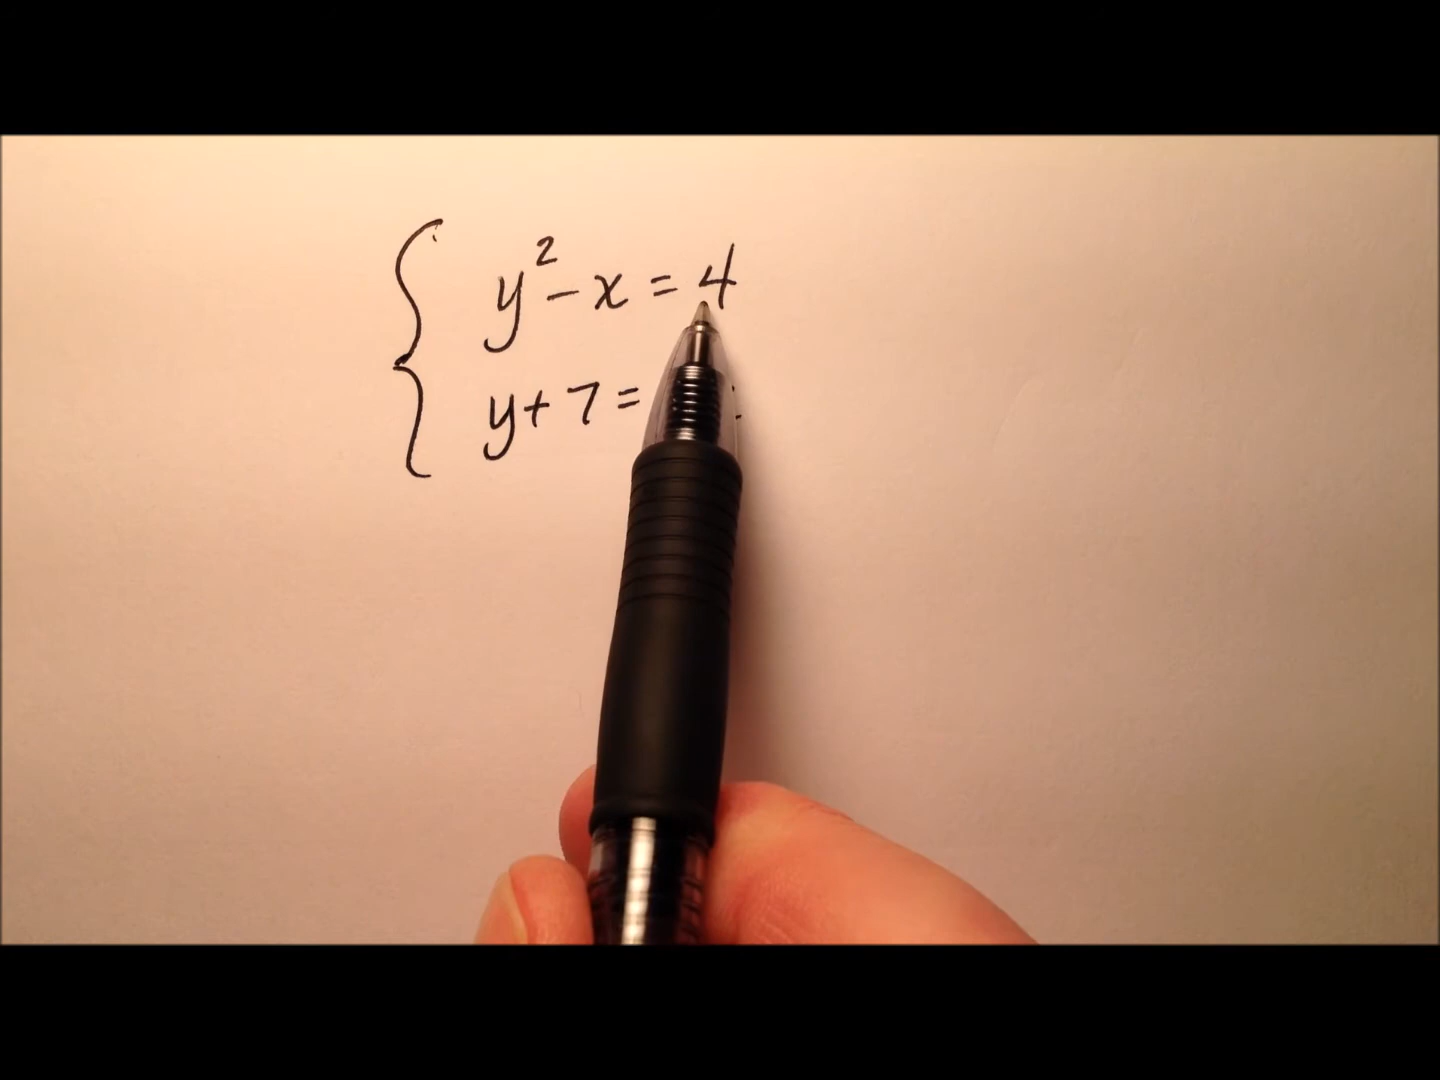 y² - x = 4
y + 7 =